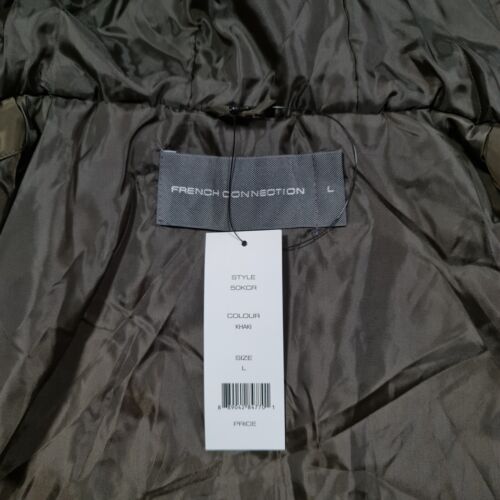 FRENCH CONNECTION L
STYLE
50KCR
COLOUR
KHAKI
SIZE
L
PRICE